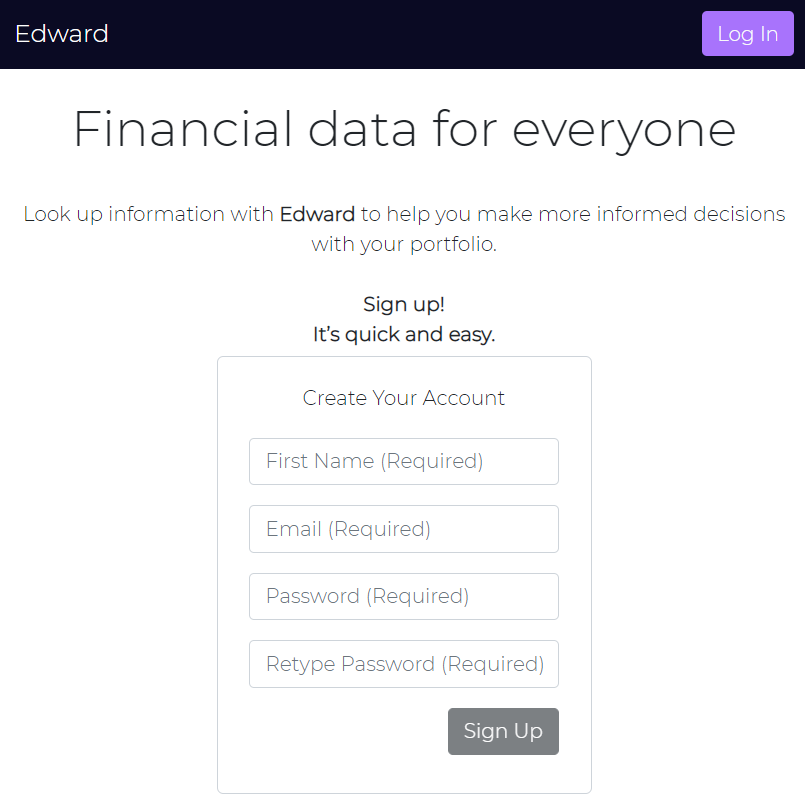 Edward
Log In
Financial data for everyone
Look up information with Edward to help you make more informed decisions
with your portfolio.
Sign up!
It’s quick and easy.
Create Your Account
First Name (Required)
Email (Required)
Password (Required)
Retype Password (Required)
Sign Up